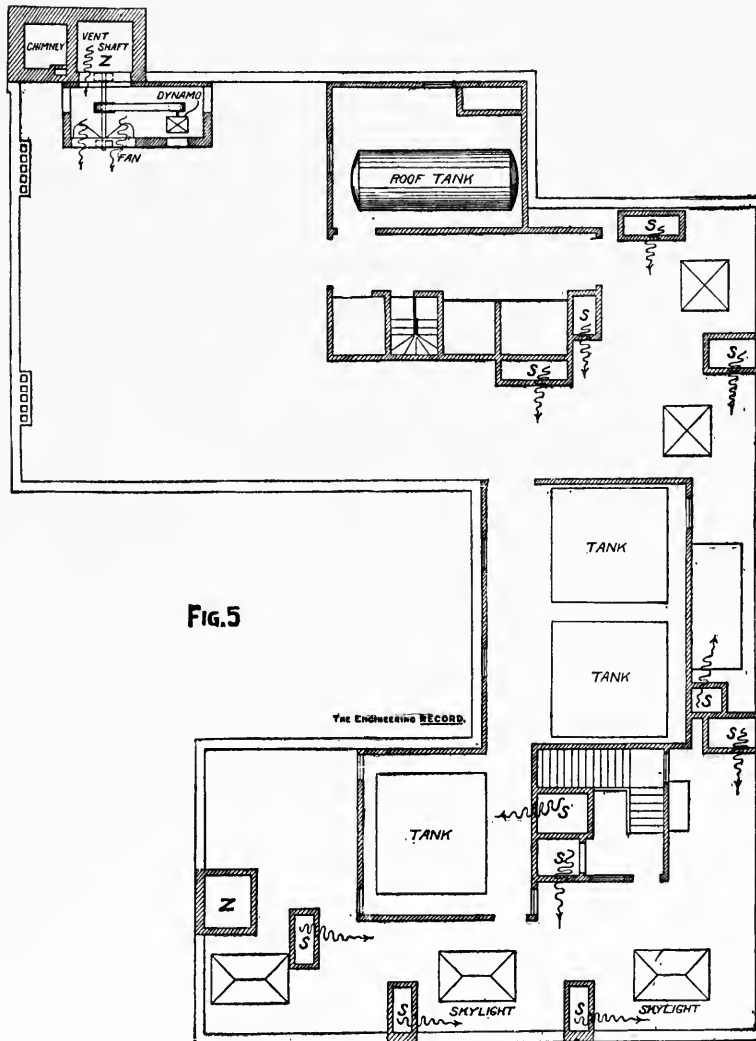 CHIMNEY
VENT
SHAFT
Z
DYNAMO
FAN
ROOF TANK
S
S
S
S
S
TANK
FIG.5
TANK
S
S
THE ENGINEERING RECORD.
S
TANK
S
Z
S
S
SKYLIGHT
S
SKYLIGHT